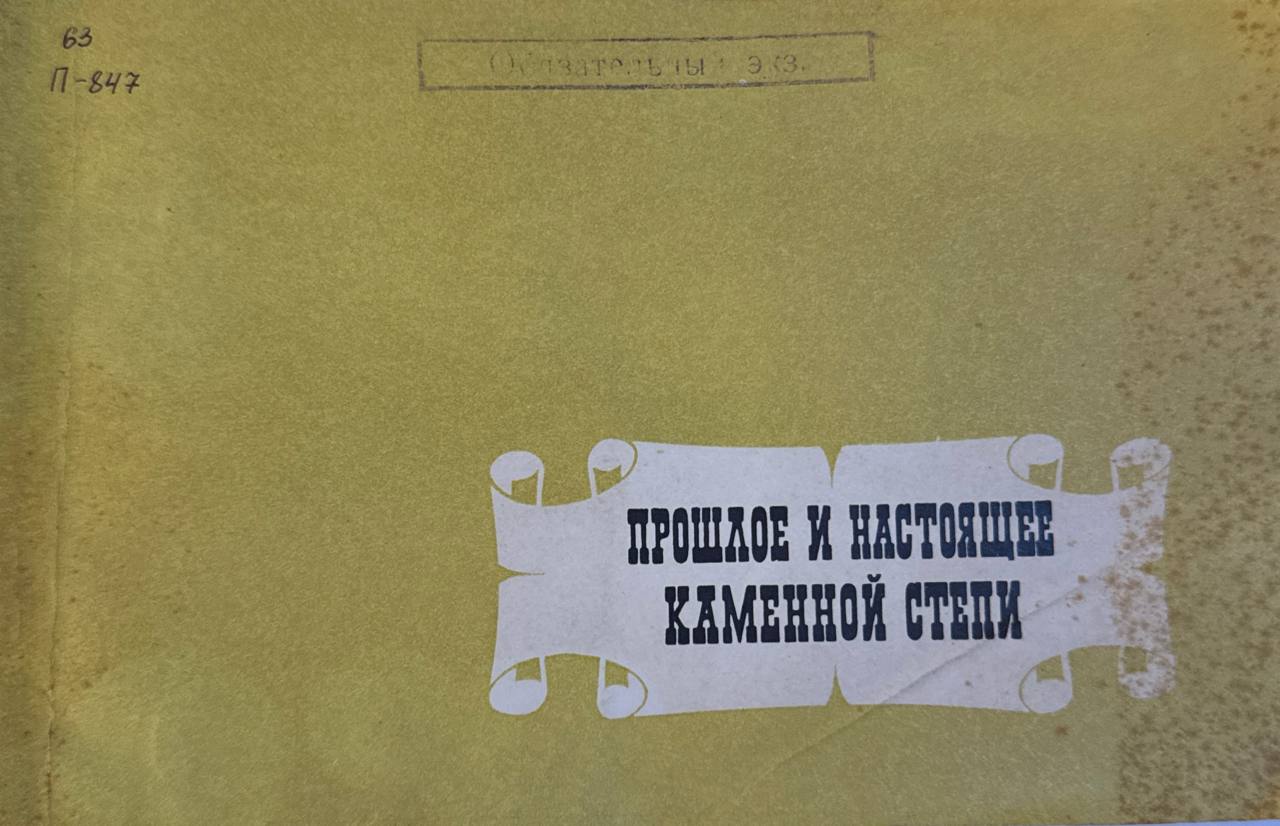 63
П-847
Обязательный экз.
ПРОШЛОЕ И НАСТОЯЩЕЕ
КАМЕННОЙ СТЕПИ